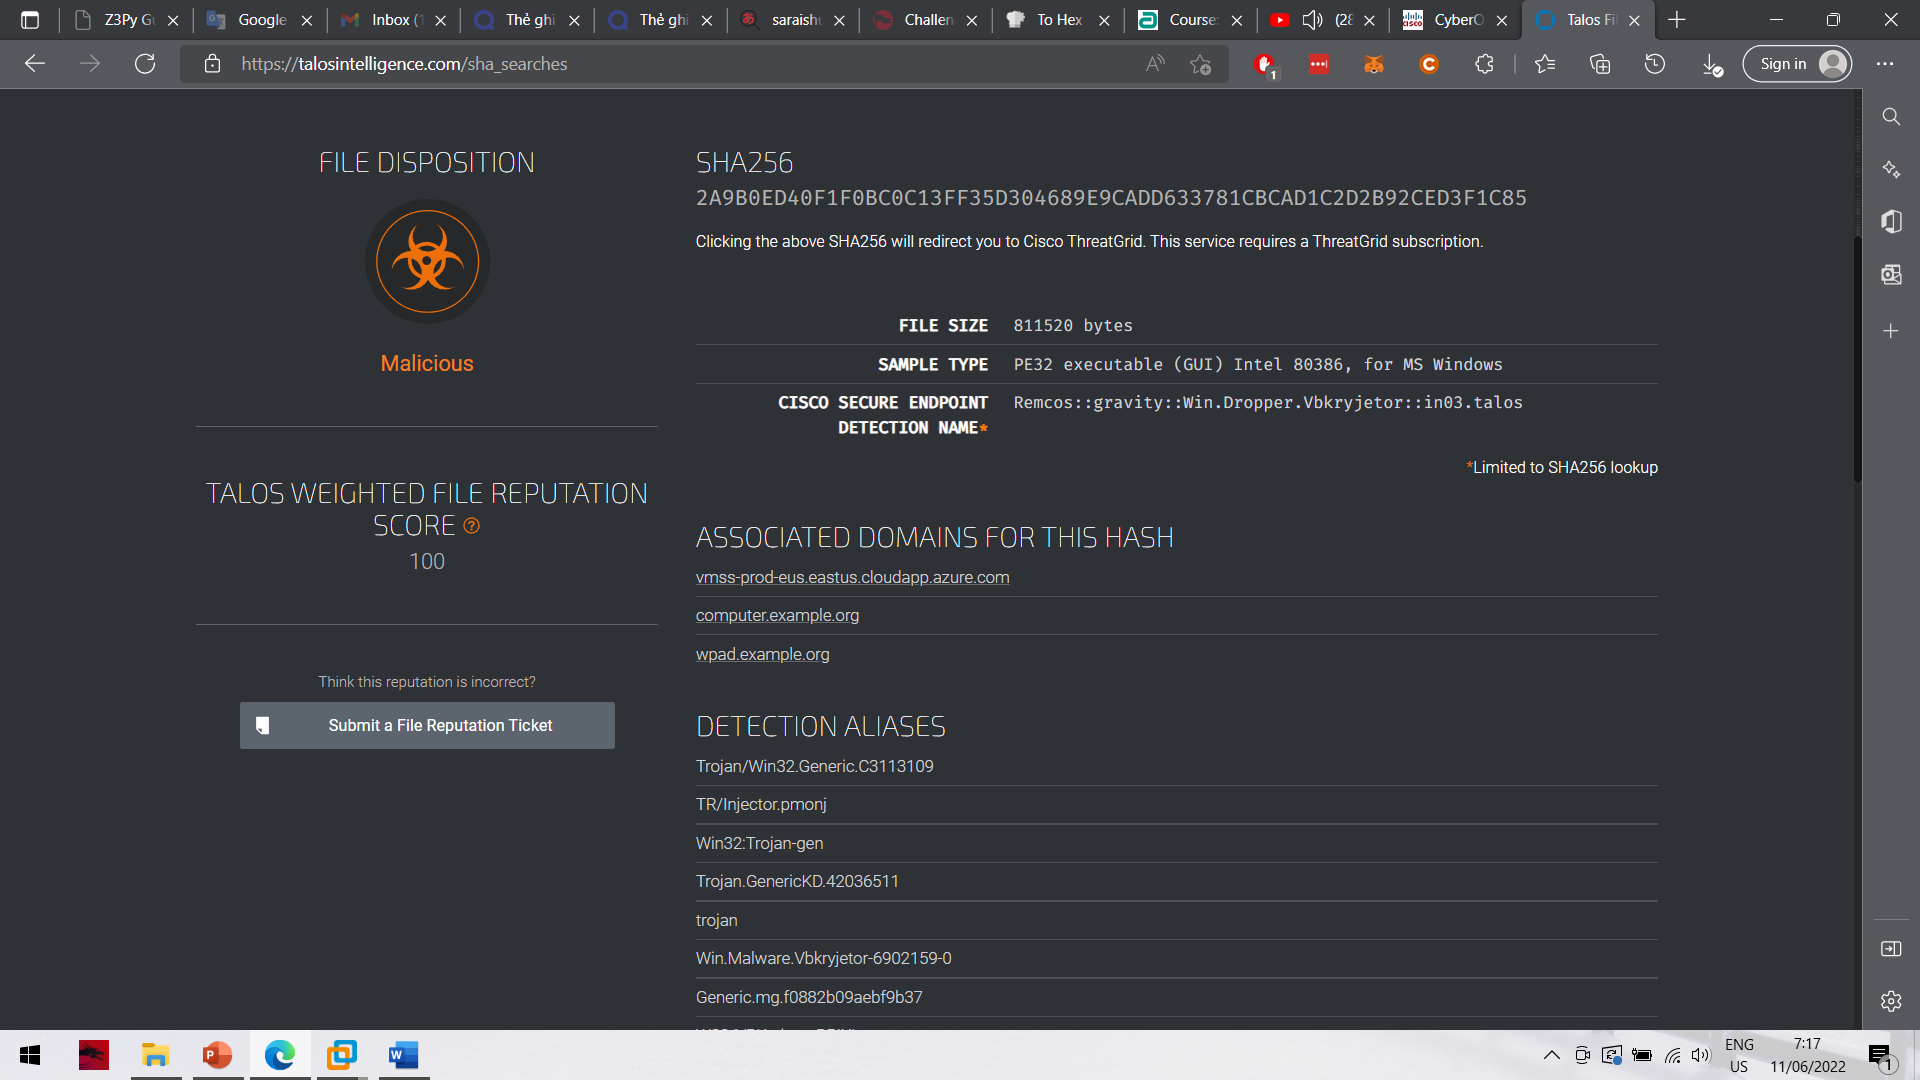 Z3Py Gu
Google
Inbox (1
Thẻ ghi
Thẻ ghi
saraishu
Challen
To Hex
Course:
(28
CyberO
Talos Fil
https://talosintelligence.com/sha_searches
1
Sign in
FILE DISPOSITION
Malicious
TALOS WEIGHTED FILE REPUTATION
SCORE
100
Think this reputation is incorrect?
Submit a File Reputation Ticket
SHA256
2A9B0ED40F1F0BC0C13FF35D304689E9CADD633781CBCAD1C2D2B92CED3F1C85
Clicking the above SHA256 will redirect you to Cisco ThreatGrid. This service requires a ThreatGrid subscription.
FILE SIZE 811520 bytes
SAMPLE TYPE PE32 executable (GUI) Intel 80386, for MS Windows
CISCO SECURE ENDPOINT Remcos::gravity::Win.Dropper.Vbkryjetor::in03.talos
DETECTION NAME*
*Limited to SHA256 lookup
ASSOCIATED DOMAINS FOR THIS HASH
vmss-prod-eus.eastus.cloudapp.azure.com
computer.example.org
wpad.example.org
DETECTION ALIASES
Trojan/Win32.Generic.C3113109
TR/Injector.pmonj
Win32:Trojan-gen
Trojan.GenericKD.42036511
trojan
Win.Malware.Vbkryjetor-6902159-0
Generic.mg.f0882b09aebf9b37
ENG
US
7:17
11/06/2022
1